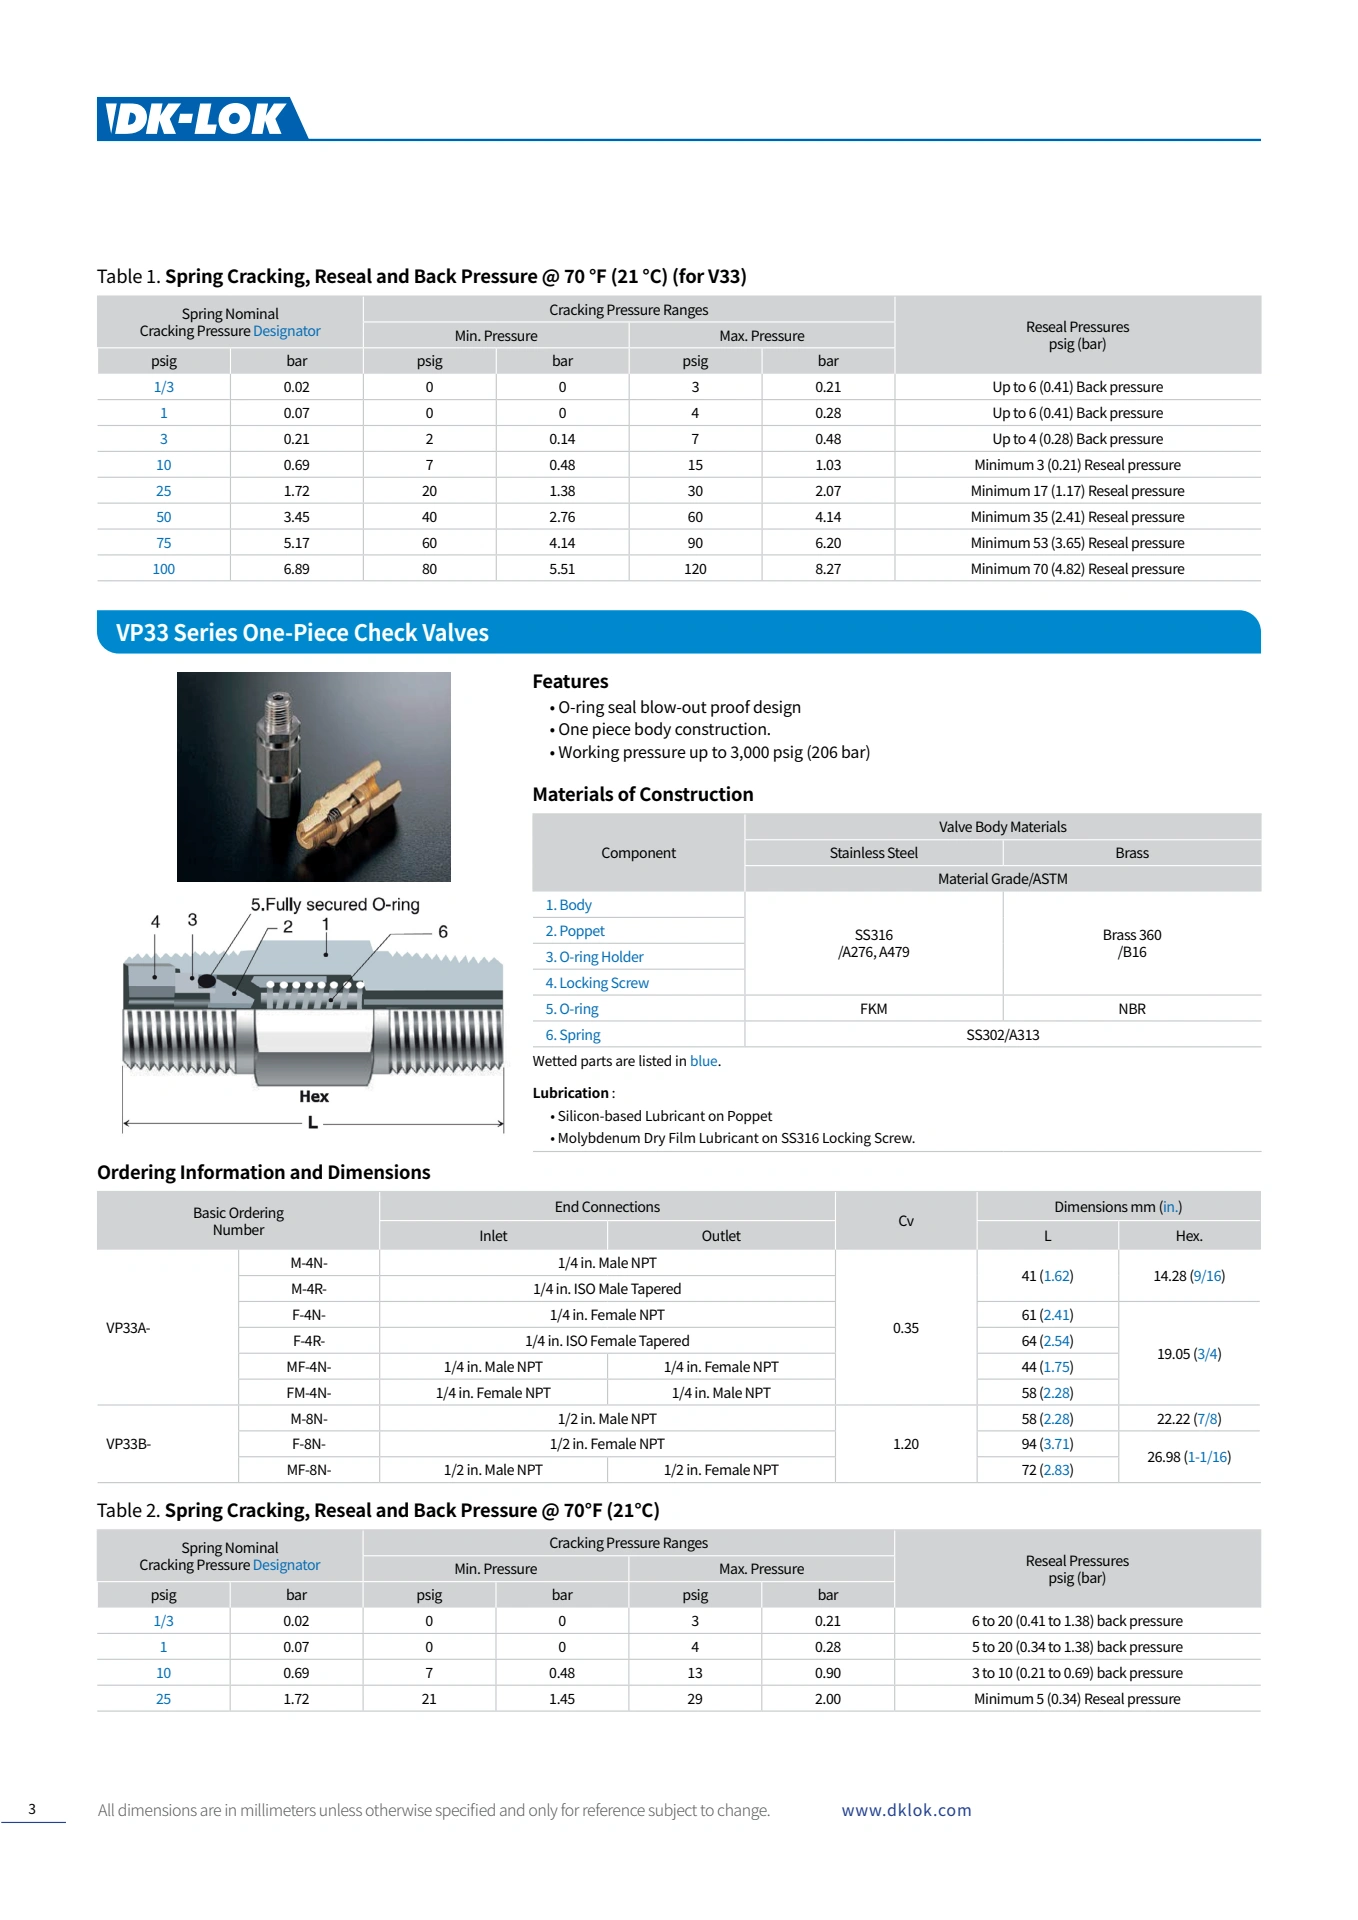 DK-LOK
Table 1. Spring Cracking, Reseal and Back Pressure @ 70 °F (21 °C) (for V33)
Spring Nominal
Cracking Pressure Designator
Cracking Pressure Ranges
Reseal Pressures
psig (bar)
Min. Pressure Max. Pressure
psig bar psig bar psig bar
1/3 0.02 0 0 3 0.21 Up to 6 (0.41) Back pressure
1 0.07 0 0 4 0.28 Up to 6 (0.41) Back pressure
3 0.21 2 0.14 7 0.48 Up to 4 (0.28) Back pressure
10 0.69 7 0.48 15 1.03 Minimum 3 (0.21) Reseal pressure
25 1.72 20 1.38 30 2.07 Minimum 17 (1.17) Reseal pressure
50 3.45 40 2.76 60 4.14 Minimum 35 (2.41) Reseal pressure
75 5.17 60 4.14 90 6.20 Minimum 53 (3.65) Reseal pressure
100 6.89 80 5.51 120 8.27 Minimum 70 (4.82) Reseal pressure
VP33 Series One-Piece Check Valves
Features
• O-ring seal blow-out proof design
• One piece body construction.
• Working pressure up to 3,000 psig (206 bar)
Materials of Construction
Component
Valve Body Materials
Stainless Steel Brass
Material Grade/ASTM
1. Body
2. Poppet
3. O-ring Holder
4. Locking Screw
SS316
/A276, A479
Brass 360
/B16
5. O-ring FKM NBR
6. Spring SS302/A313
Wetted parts are listed in blue.
Lubrication :
• Silicon-based Lubricant on Poppet
• Molybdenum Dry Film Lubricant on SS316 Locking Screw.
5.Fully secured O-ring
4 3 2 1 6
Hex
L
Ordering Information and Dimensions
Basic Ordering
Number
End Connections
Cv
Dimensions mm (in.)
Inlet Outlet L Hex.
VP33A-
M-4N- 1/4 in. Male NPT
0.35
41 (1.62) 14.28 (9/16)
M-4R- 1/4 in. ISO Male Tapered
F-4N- 1/4 in. Female NPT 61 (2.41)
19.05 (3/4)
F-4R- 1/4 in. ISO Female Tapered 64 (2.54)
MF-4N- 1/4 in. Male NPT 1/4 in. Female NPT 44 (1.75)
FM-4N- 1/4 in. Female NPT 1/4 in. Male NPT 58 (2.28)
VP33B-
M-8N- 1/2 in. Male NPT
1.20
58 (2.28) 22.22 (7/8)
F-8N- 1/2 in. Female NPT 94 (3.71)
26.98 (1-1/16)
MF-8N- 1/2 in. Male NPT 1/2 in. Female NPT 72 (2.83)
Table 2. Spring Cracking, Reseal and Back Pressure @ 70°F (21°C)
Spring Nominal
Cracking Pressure Designator
Cracking Pressure Ranges
Reseal Pressures
psig (bar)
Min. Pressure Max. Pressure
psig bar psig bar psig bar
1/3 0.02 0 0 3 0.21 6 to 20 (0.41 to 1.38) back pressure
1 0.07 0 0 4 0.28 5 to 20 (0.34 to 1.38) back pressure
10 0.69 7 0.48 13 0.90 3 to 10 (0.21 to 0.69) back pressure
25 1.72 21 1.45 29 2.00 Minimum 5 (0.34) Reseal pressure
3
All dimensions are in millimeters unless otherwise specified and only for reference subject to change.
www.dklok.com